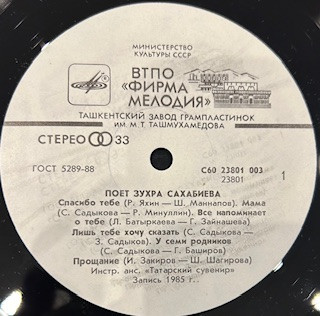 МИНИСТЕРСТВО
КУЛЬТУРЫ СССР
ВТПО
«ФИРМА
МЕЛОДИЯ»
ТАШКЕНТСКИЙ ЗАВОД ГРАМПЛАСТИНОК
ИМ. М.Т. ТАШМУХАМЕДОВА
СТЕРЕО 33
ГОСТ 5289-88
С60 23801 003
23801
1
ПОЕТ ЗУХРА САХАБИЕВА
Спасибо тебе (Р. Яхин — Ш. Маннапов). Мама
(С. Садыкова — Р. Миннуллин). Все напоминает
о тебе (Л. Батыркаева — Г. Зайнашева)
Лишь тебе хочу сказать (С. Садыкова —
З. Садыков). У семи родников
(С. Садыкова — Г. Баширов)
Прощание (И. Закиров — Ш. Шагирова)
Инстр. анс. «Татарский сувенир»
Запись 1985 г.